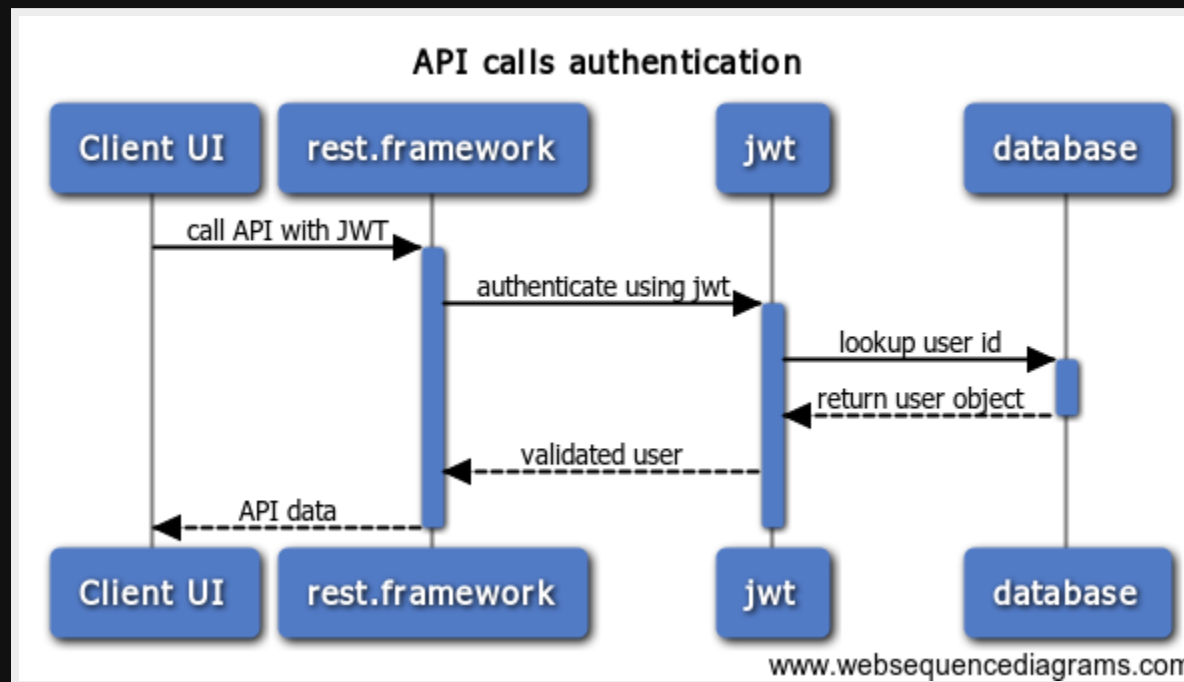 API calls authentication
Client UI
rest.framework
jwt
database
call API with JWT
authenticate using jwt
lookup user id
return user object
validated user
API data
Client UI
rest.framework
jwt
database
www.websequencediagrams.com